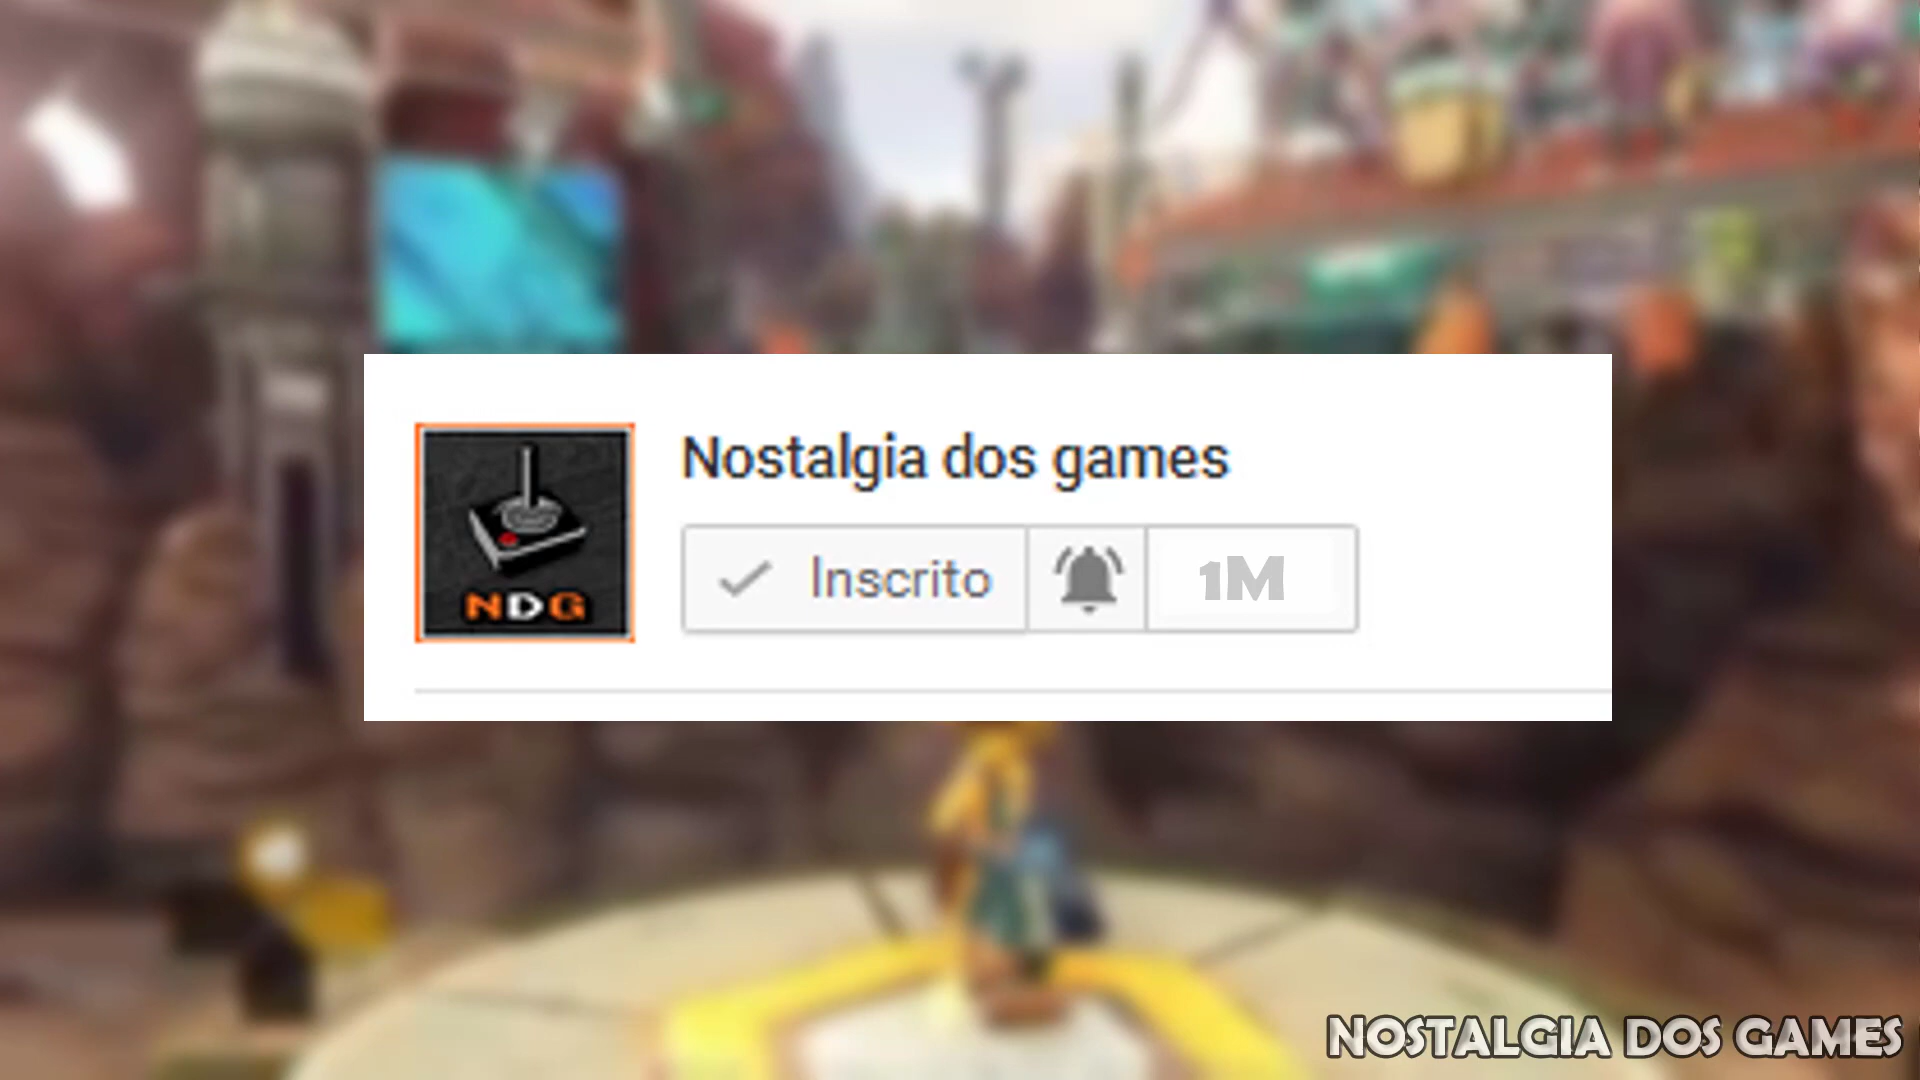 Nostalgia dos games
Inscrito
1M
NDG
NOSTALGIA DOS GAMES